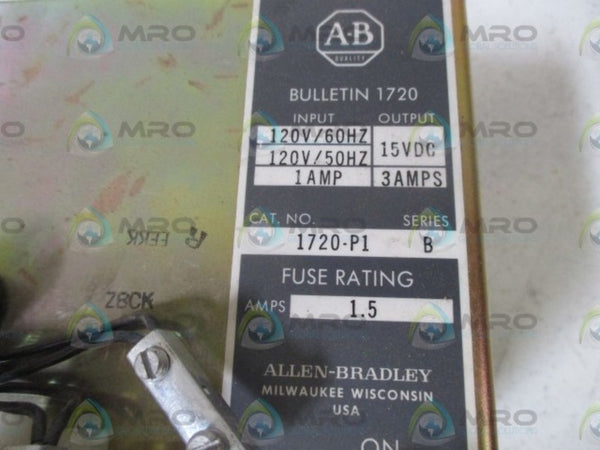 A-B
QUALITY
BULLETIN 1720
INPUT OUTPUT
120V/60HZ 15VDC
120V/50HZ
1AMP 3AMPS
CAT. NO. SERIES
1720-P1 B
FUSE RATING
AMPS 1.5
ALLEN-BRADLEY
MILWAUKEE WISCONSIN
USA
ON
ZBCK
MRO